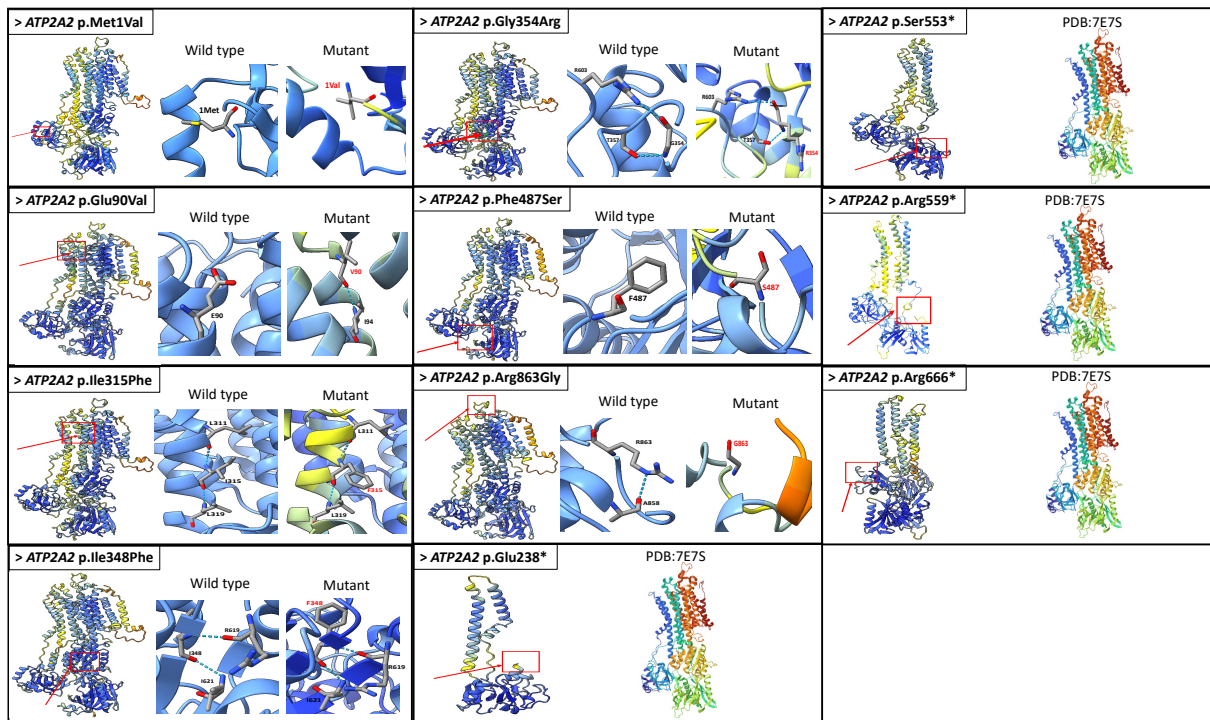 > ATP2A2 p.Met1Val
Wild type
Mutant
1Met
1Val
> ATP2A2 p.Gly354Arg
Wild type
Mutant
R603
T357
G354
R603
T357
R354
> ATP2A2 p.Ser553*
PDB:7E7S
> ATP2A2 p.Glu90Val
Wild type
Mutant
E90
V90
I94
> ATP2A2 p.Phe487Ser
Wild type
Mutant
F487
S487
> ATP2A2 p.Arg559*
PDB:7E7S
> ATP2A2 p.Ile315Phe
Wild type
Mutant
L311
I315
L319
L311
F315
L319
> ATP2A2 p.Arg863Gly
Wild type
Mutant
R863
A858
G863
> ATP2A2 p.Arg666*
PDB:7E7S
> ATP2A2 p.Ile348Phe
Wild type
Mutant
R619
I348
I621
F348
R619
I621
> ATP2A2 p.Glu238*
PDB:7E7S